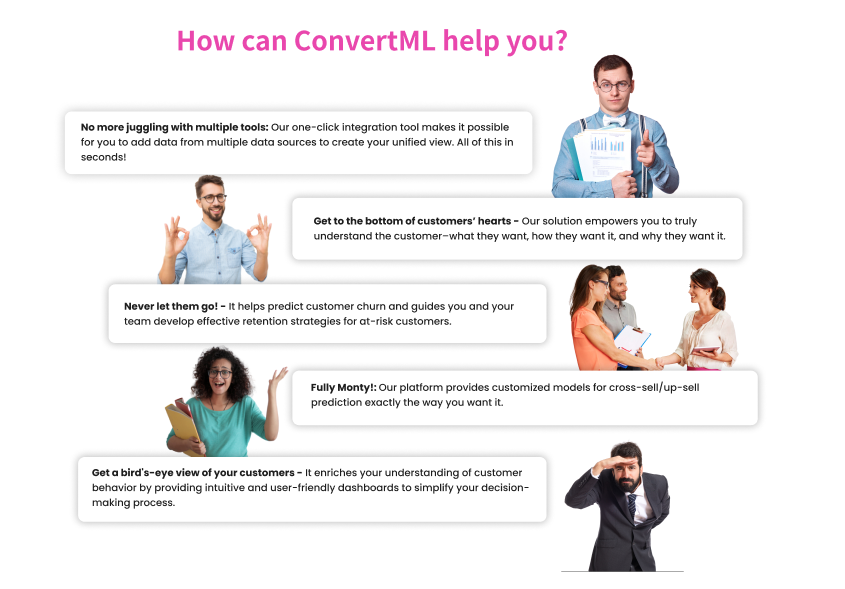 How can ConvertML help you?
No more juggling with multiple tools: Our one-click integration tool makes it possible
for you to add data from multiple data sources to create your unified view. All of this in
seconds!
Get to the bottom of customers’ hearts - Our solution empowers you to truly
understand the customer–what they want, how they want it, and why they want it.
Never let them go! - It helps predict customer churn and guides you and your
team develop effective retention strategies for at-risk customers.
Fully Monty!: Our platform provides customized models for cross-sell/up-sell
prediction exactly the way you want it.
Get a bird's-eye view of your customers - It enriches your understanding of customer
behavior by providing intuitive and user-friendly dashboards to simplify your decision-
making process.